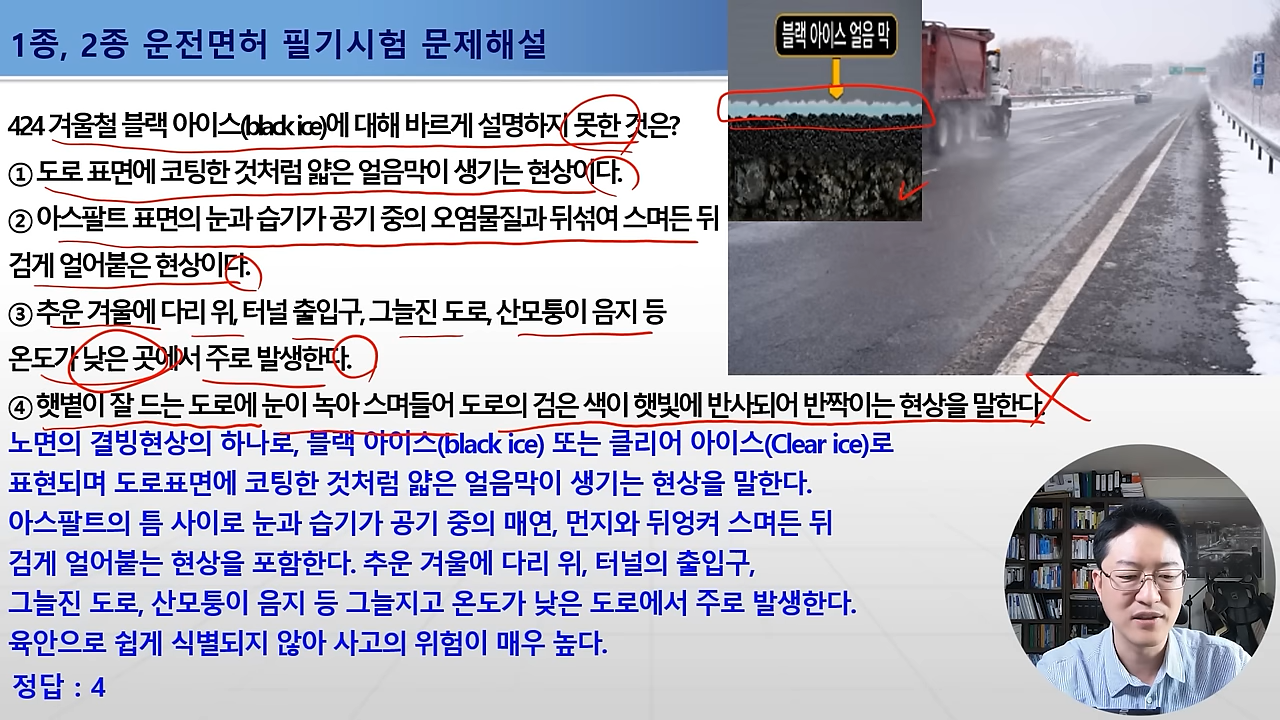 1종, 2종 운전면허 필기시험 문제해설
블랙 아이스 얼음 막
424 겨울철 블랙 아이스(black ice)에 대해 바르게 설명하지 못한 것은?
① 도로 표면에 코팅한 것처럼 얇은 얼음막이 생기는 현상이다.
② 아스팔트 표면의 눈과 습기가 공기 중의 오염물질과 뒤섞여 스며든 뒤
검게 얼어붙은 현상이다.
③ 추운 겨울에 다리 위, 터널 출입구, 그늘진 도로, 산모퉁이 음지 등
온도가 낮은 곳에서 주로 발생한다.
④ 햇볕이 잘 드는 도로에 눈이 녹아 스며들어 도로의 검은 색이 햇빛에 반사되어 반짝이는 현상을 말한다.
노면의 결빙현상의 하나로, 블랙 아이스(black ice) 또는 클리어 아이스(Clear ice)로
표현되며 도로표면에 코팅한 것처럼 얇은 얼음막이 생기는 현상을 말한다.
아스팔트의 틈 사이로 눈과 습기가 공기 중의 매연, 먼지와 뒤엉켜 스며든 뒤
검게 얼어붙는 현상을 포함한다. 추운 겨울에 다리 위, 터널의 출입구,
그늘진 도로, 산모퉁이 음지 등 그늘지고 온도가 낮은 도로에서 주로 발생한다.
육안으로 쉽게 식별되지 않아 사고의 위험이 매우 높다.
정답 : 4